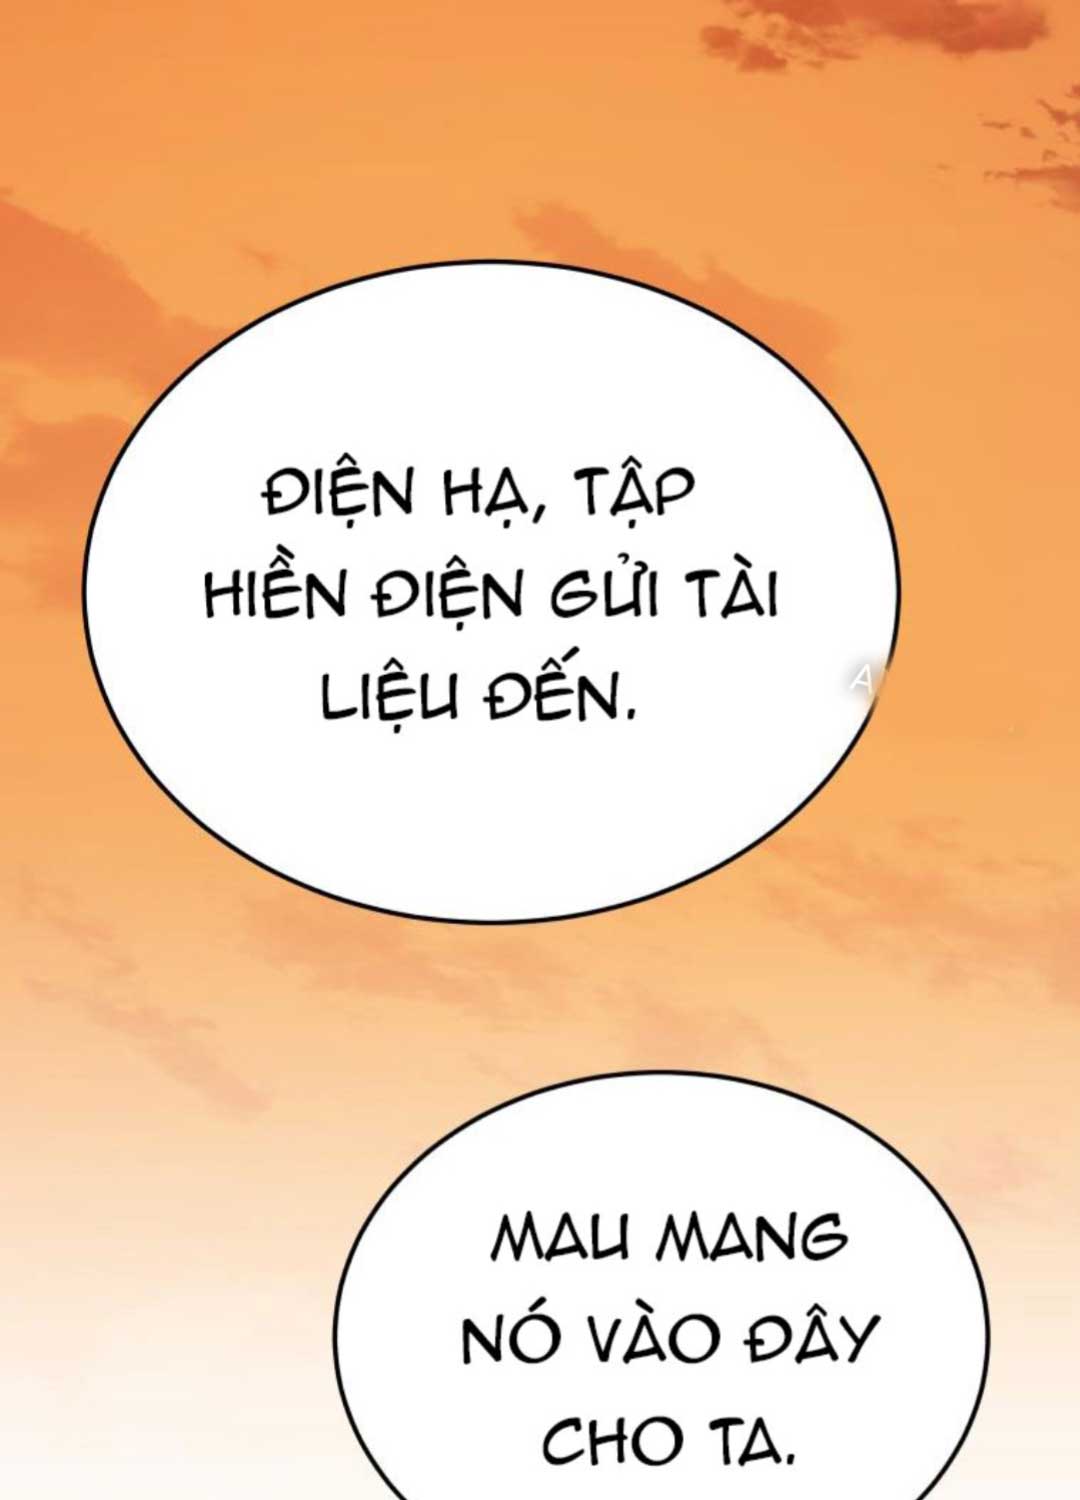 ĐIỆN HẠ, TẬP
HIỀN ĐIỆN GỬI TÀI
LIỆU ĐẾN.
A
MAU MANG
NÓ VÀO ĐÂY
CHO TA.